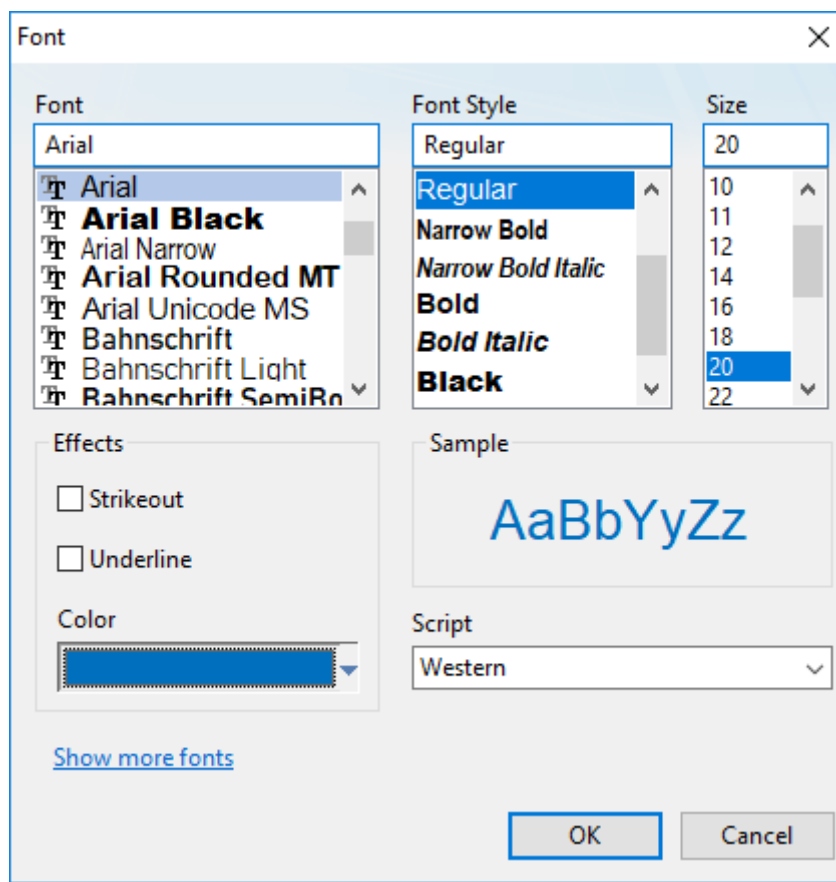 Font
Font
Font Style
Size
Arial
Regular
20
Arial
Arial Black
Arial Narrow
Arial Rounded MT
Arial Unicode MS
Bahnschrift
Bahnschrift Light
Bahnschrift SemiBo
Regular
Narrow Bold
Narrow Bold Italic
Bold
Bold Italic
Black
10
11
12
14
16
18
20
22
Effects
Strikeout
Underline
Color
Sample
AaBbYyZz
Script
Western
Show more fonts
OK
Cancel